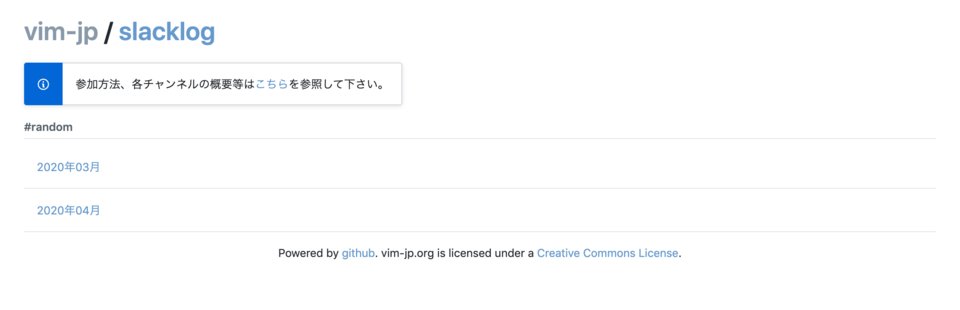 vim-jp / slacklog
参加方法、各チャンネルの概要等はこちらを参照して下さい。
#random
2020年03月
2020年04月
Powered by github. vim-jp.org is licensed under a Creative Commons License.